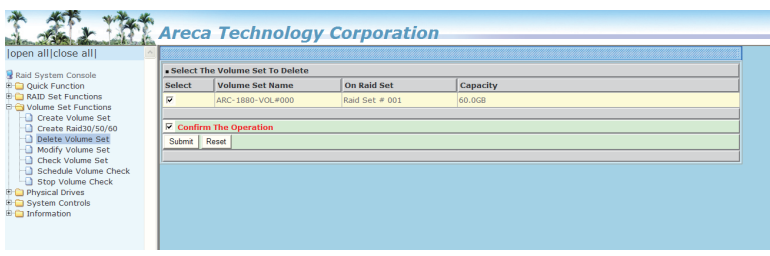 Areca Technology Corporation
|open all|close all|
Raid System Console
Quick Function
RAID Set Functions
Volume Set Functions
Create Volume Set
Create Raid30/50/60
Delete Volume Set
Modify Volume Set
Check Volume Set
Schedule Volume Check
Stop Volume Check
Physical Drives
System Controls
Information
Select The Volume Set To Delete
Select Volume Set Name On Raid Set Capacity
ARC-1880-VOL#000 Raid Set # 001 60.0GB
Confirm The Operation
Submit Reset